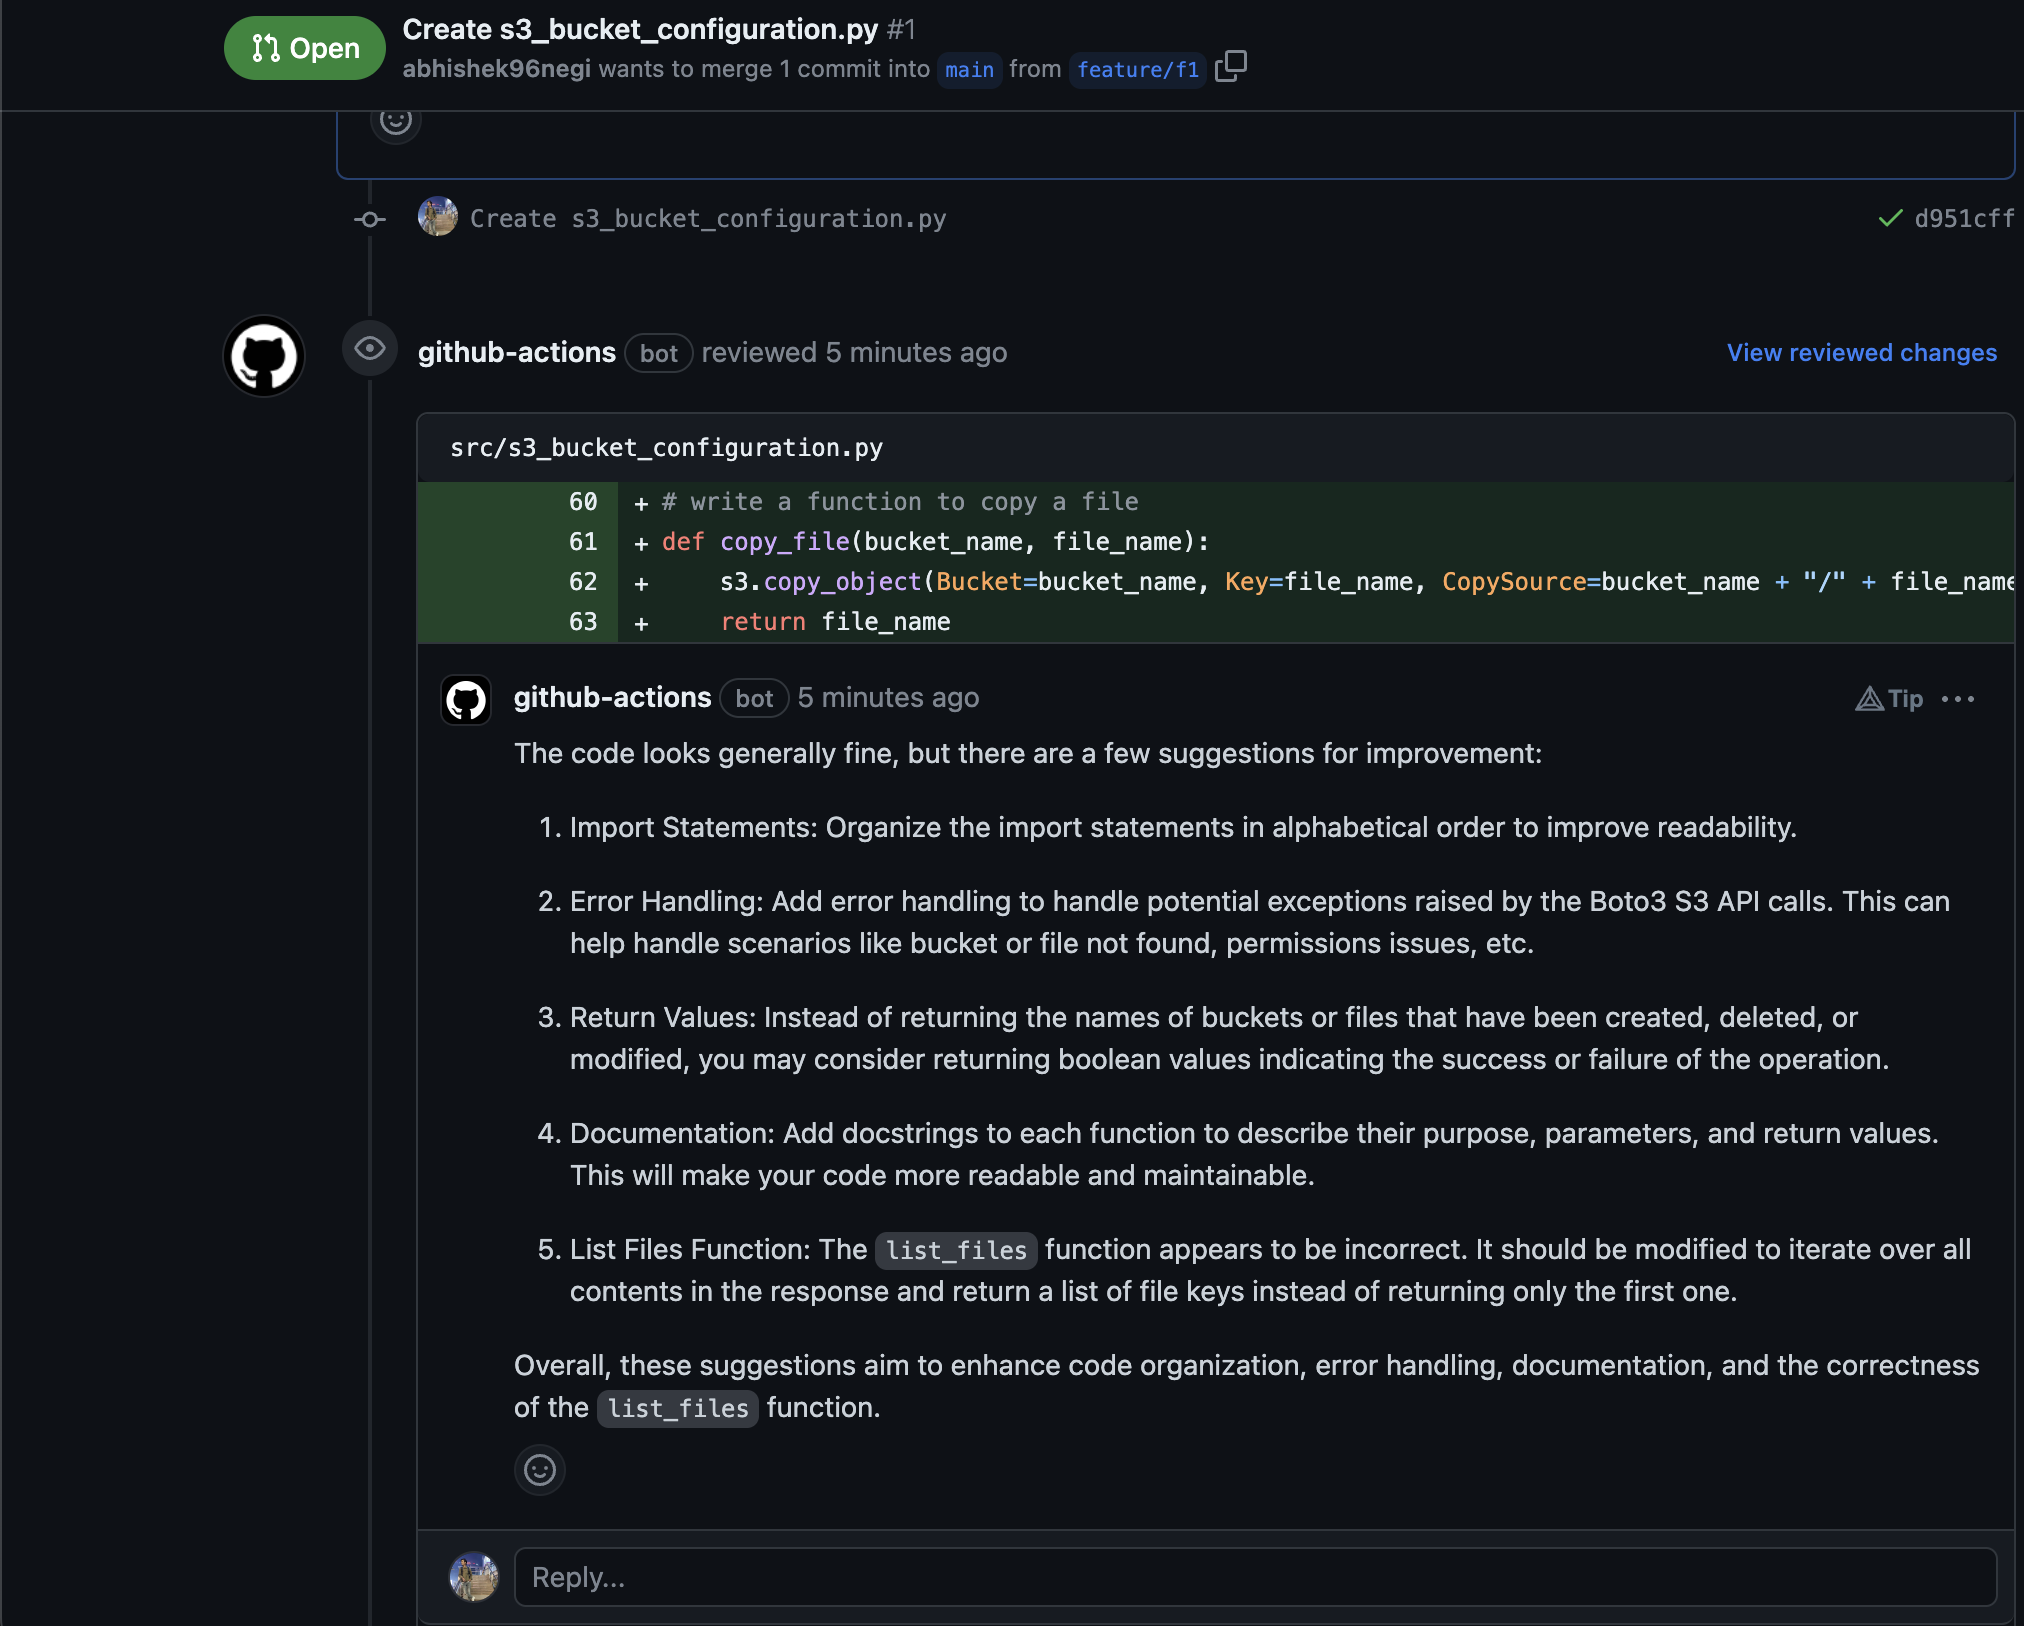 Open
Create s3_bucket_configuration.py #1
abhishek96negi wants to merge 1 commit into main from feature/f1
Create s3_bucket_configuration.py
d951cff
github-actions bot reviewed 5 minutes ago
View reviewed changes
src/s3_bucket_configuration.py
60 + # write a function to copy a file
61 + def copy_file(bucket_name, file_name):
62 + s3.copy_object(Bucket=bucket_name, Key=file_name, CopySource=bucket_name + "/" + file_name
63 + return file_name
github-actions bot 5 minutes ago
Tip
The code looks generally fine, but there are a few suggestions for improvement:
1. Import Statements: Organize the import statements in alphabetical order to improve readability.
2. Error Handling: Add error handling to handle potential exceptions raised by the Boto3 S3 API calls. This can
help handle scenarios like bucket or file not found, permissions issues, etc.
3. Return Values: Instead of returning the names of buckets or files that have been created, deleted, or
modified, you may consider returning boolean values indicating the success or failure of the operation.
4. Documentation: Add docstrings to each function to describe their purpose, parameters, and return values.
This will make your code more readable and maintainable.
5. List Files Function: The list_files function appears to be incorrect. It should be modified to iterate over all
contents in the response and return a list of file keys instead of returning only the first one.
Overall, these suggestions aim to enhance code organization, error handling, documentation, and the correctness
of the list_files function.
Reply...